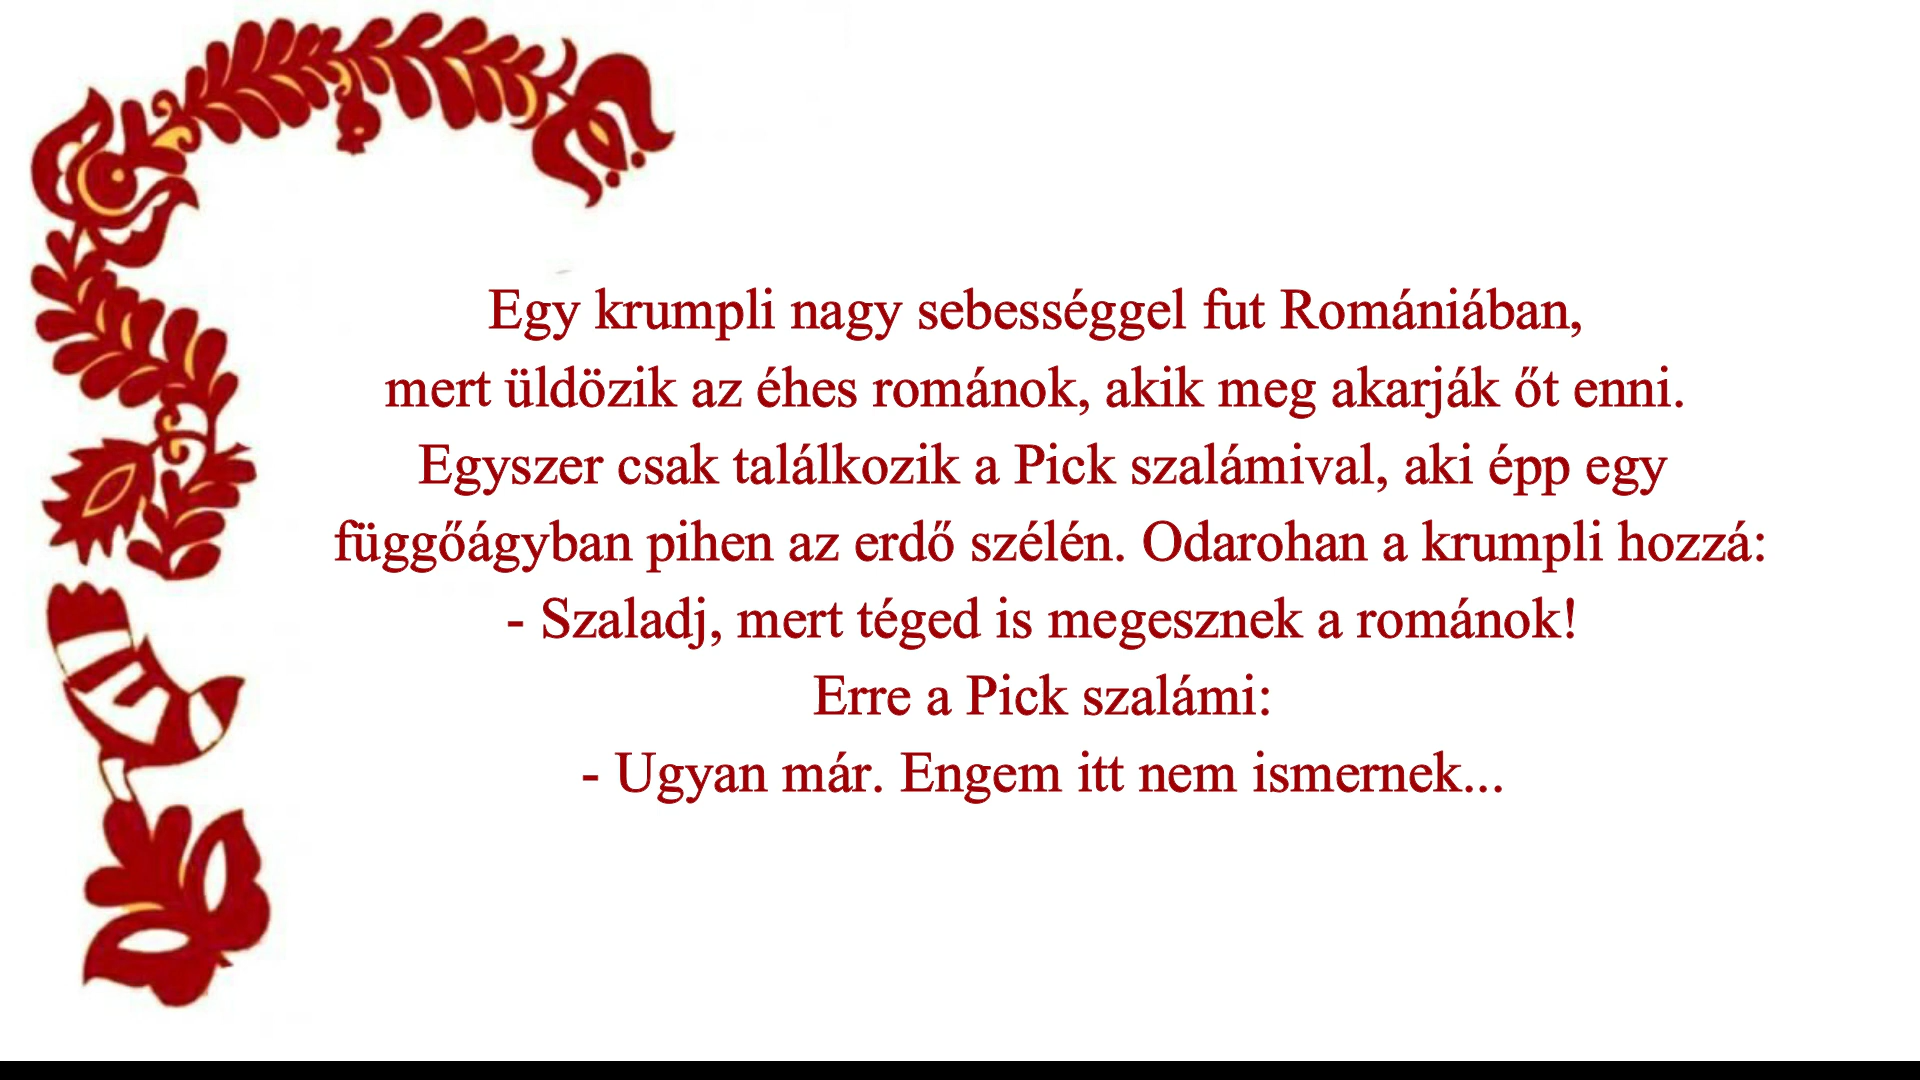 Egy krumpli nagy sebességgel fut Romániában,
mert üldözik az éhes románok, akik meg akarják őt enni.
Egyszer csak találkozik a Pick szalámival, aki épp egy
függőágyban pihen az erdő szélén. Odarohan a krumpli hozzá:
- Szaladj, mert téged is megesznek a románok!
Erre a Pick szalámi:
- Ugyan már. Engem itt nem ismernek...